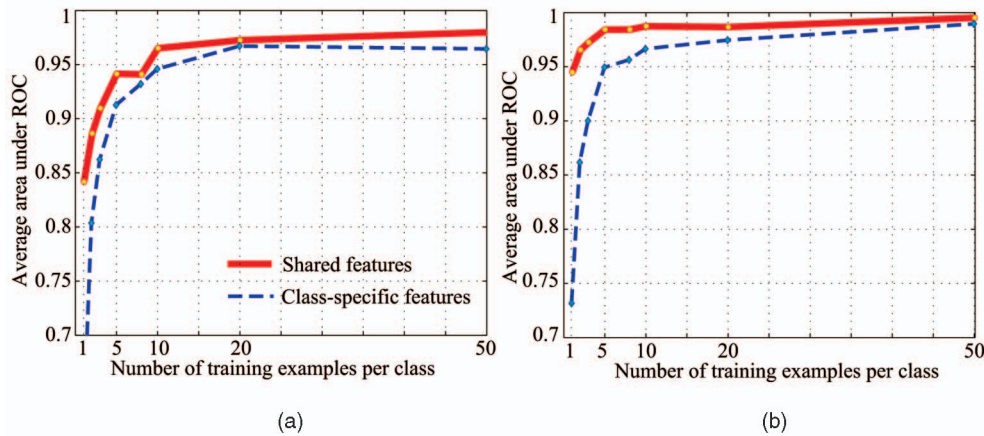 Average area under ROC
1
0.95
0.9
0.85
0.8
0.75
0.7
Shared features
Class-specific features
1 5 10 20 50
Number of training examples per class
(a)
Average area under ROC
1
0.95
0.9
0.85
0.8
0.75
0.7
1 5 10 20 50
Number of training examples per class
(b)